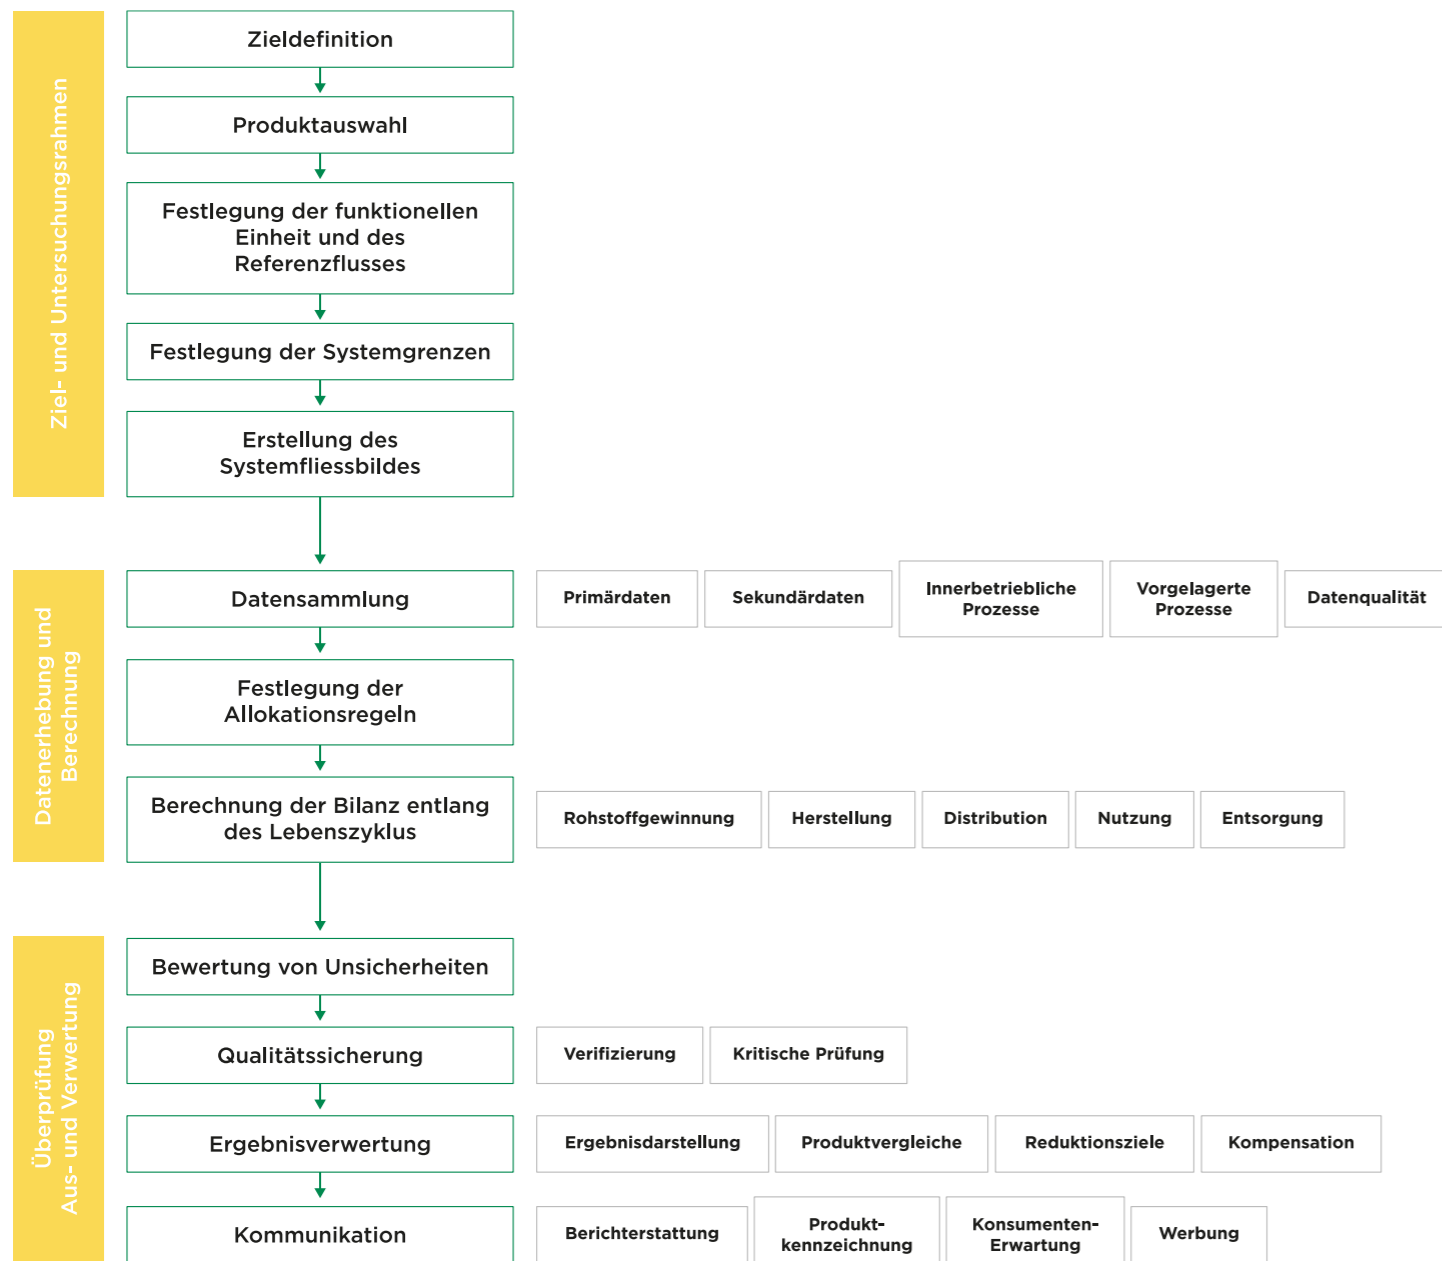 Ziel- und Untersuchungsrahmen
Zieldefinition
Produktauswahl
Festlegung der funktionellen
Einheit und des
Referenzflusses
Festlegung der Systemgrenzen
Erstellung des
Systemfliessbildes
Datenerhebung und
Berechnung
Datensammlung
Primärdaten
Sekundärdaten
Innerbetriebliche
Prozesse
Vorgelagerte
Prozesse
Datenqualität
Festlegung der
Allokationsregeln
Berechnung der Bilanz entlang
des Lebenszyklus
Rohstoffgewinnung
Herstellung
Distribution
Nutzung
Entsorgung
Überprüfung
Aus- und Verwertung
Bewertung von Unsicherheiten
Qualitätssicherung
Verifizierung
Kritische Prüfung
Ergebnisverwertung
Ergebnisdarstellung
Produktvergleiche
Reduktionsziele
Kompensation
Kommunikation
Berichterstattung
Produkt-
kennzeichnung
Konsumenten-
Erwartung
Werbung